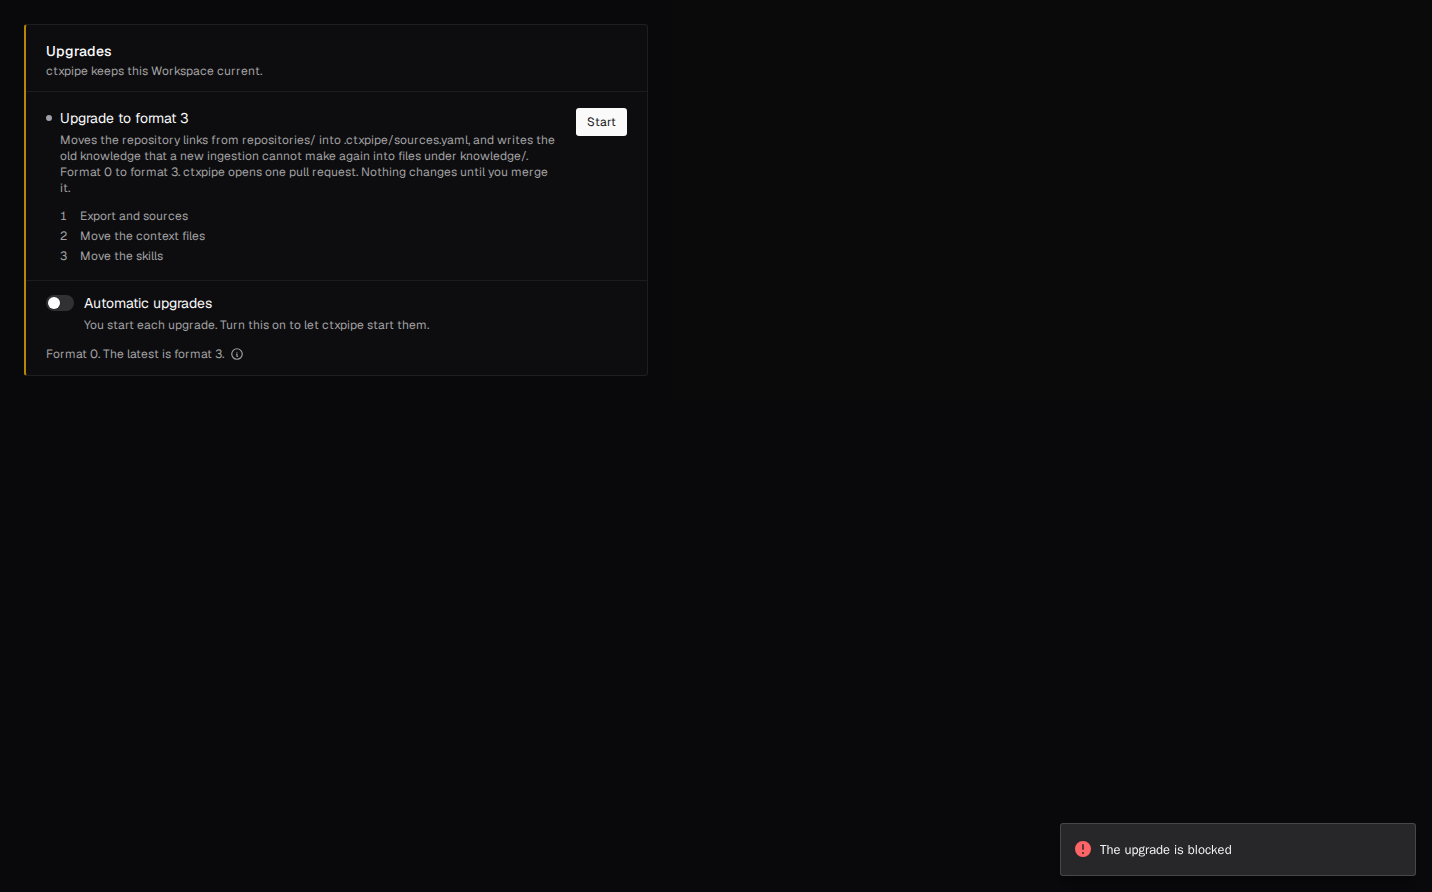 Upgrades
ctxpipe keeps this Workspace current.
Upgrade to format 3
Start
Moves the repository links from repositories/ into .ctxpipe/sources.yaml, and writes the
old knowledge that a new ingestion cannot make again into files under knowledge/.
Format 0 to format 3. ctxpipe opens one pull request. Nothing changes until you merge
it.
1 Export and sources
2 Move the context files
3 Move the skills
Automatic upgrades
You start each upgrade. Turn this on to let ctxpipe start them.
Format 0. The latest is format 3.
The upgrade is blocked